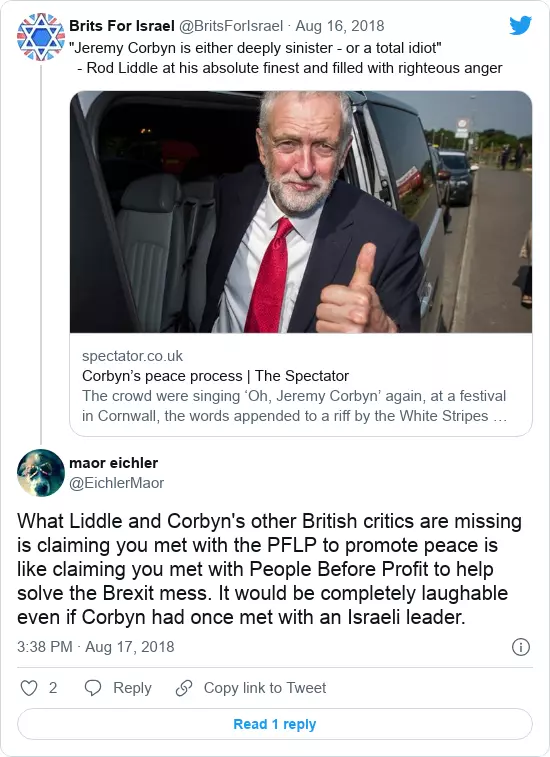 Brits For Israel @BritsForIsrael · Aug 16, 2018
"Jeremy Corbyn is either deeply sinister - or a total idiot"
- Rod Liddle at his absolute finest and filled with righteous anger
spectator.co.uk
Corbyn's peace process | The Spectator
The crowd were singing ‘Oh, Jeremy Corbyn’ again, at a festival
in Cornwall, the words appended to a riff by the White Stripes …
maor eichler
@EichlerMaor
What Liddle and Corbyn's other British critics are missing
is claiming you met with the PFLP to promote peace is
like claiming you met with People Before Profit to help
solve the Brexit mess. It would be completely laughable
even if Corbyn had once met with an Israeli leader.
3:38 PM · Aug 17, 2018
2 Reply Copy link to Tweet
Read 1 reply